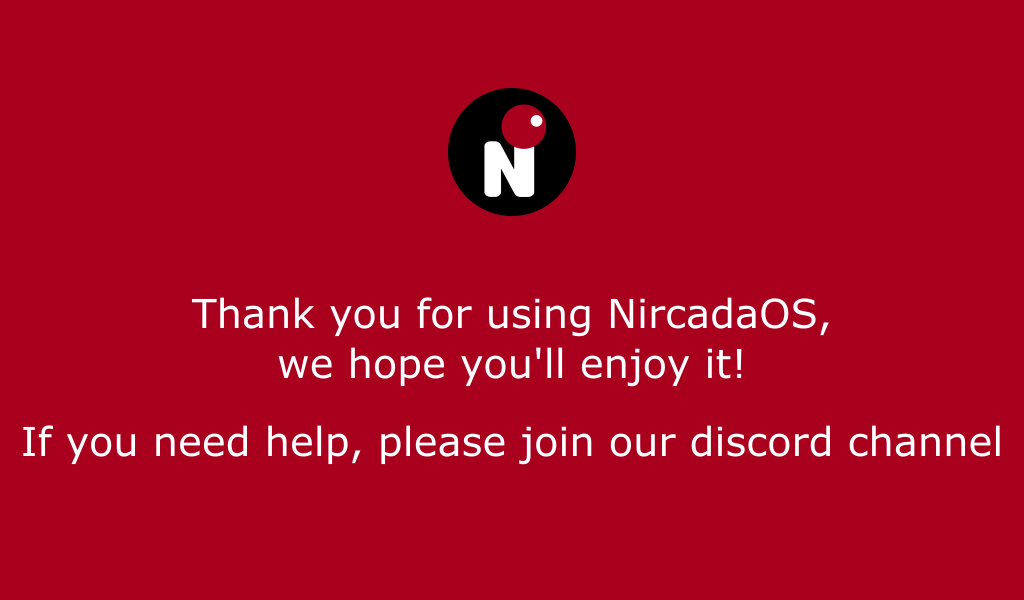 N
Thank you for using NircadaOS,
we hope you'll enjoy it!
If you need help, please join our discord channel